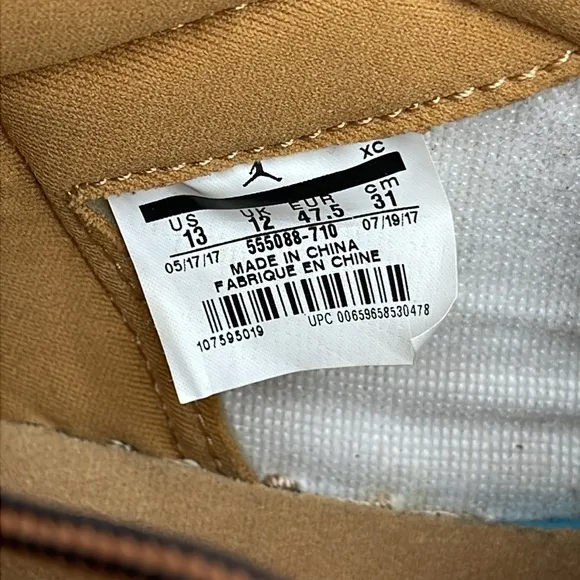 XC
US UK EUR cm
13 12 47.5 31
05/17/17 555088-710 07/19/17
MADE IN CHINA
FABRIQUE EN CHINE
107595019 UPC 00659658530478